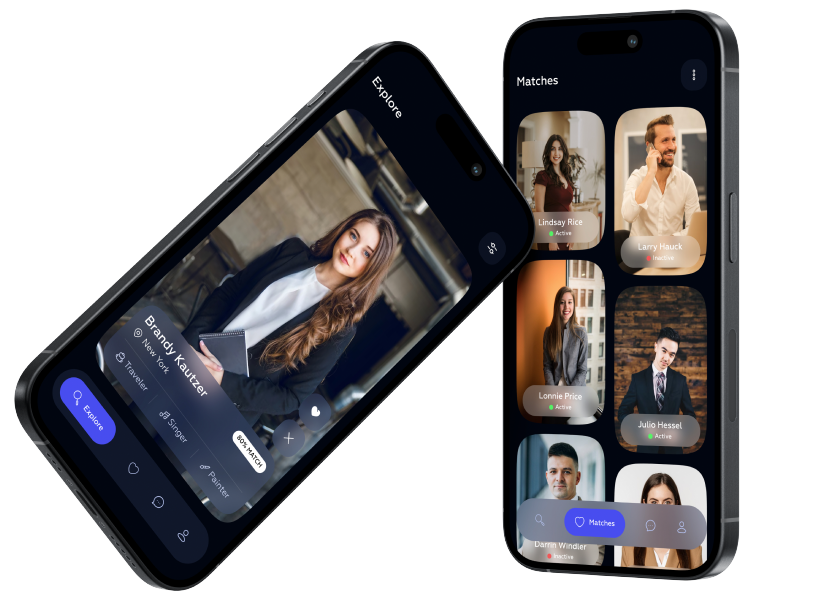 Explore
Brandy Kautzer
New York
Traveler
Singer
Painter
80% MATCH
Explore
Matches
Lindsay Rice
Active
Larry Hauck
Inactive
Lonnie Price
Active
Julio Hessel
Active
Matches
Darrin Windler
Inactive